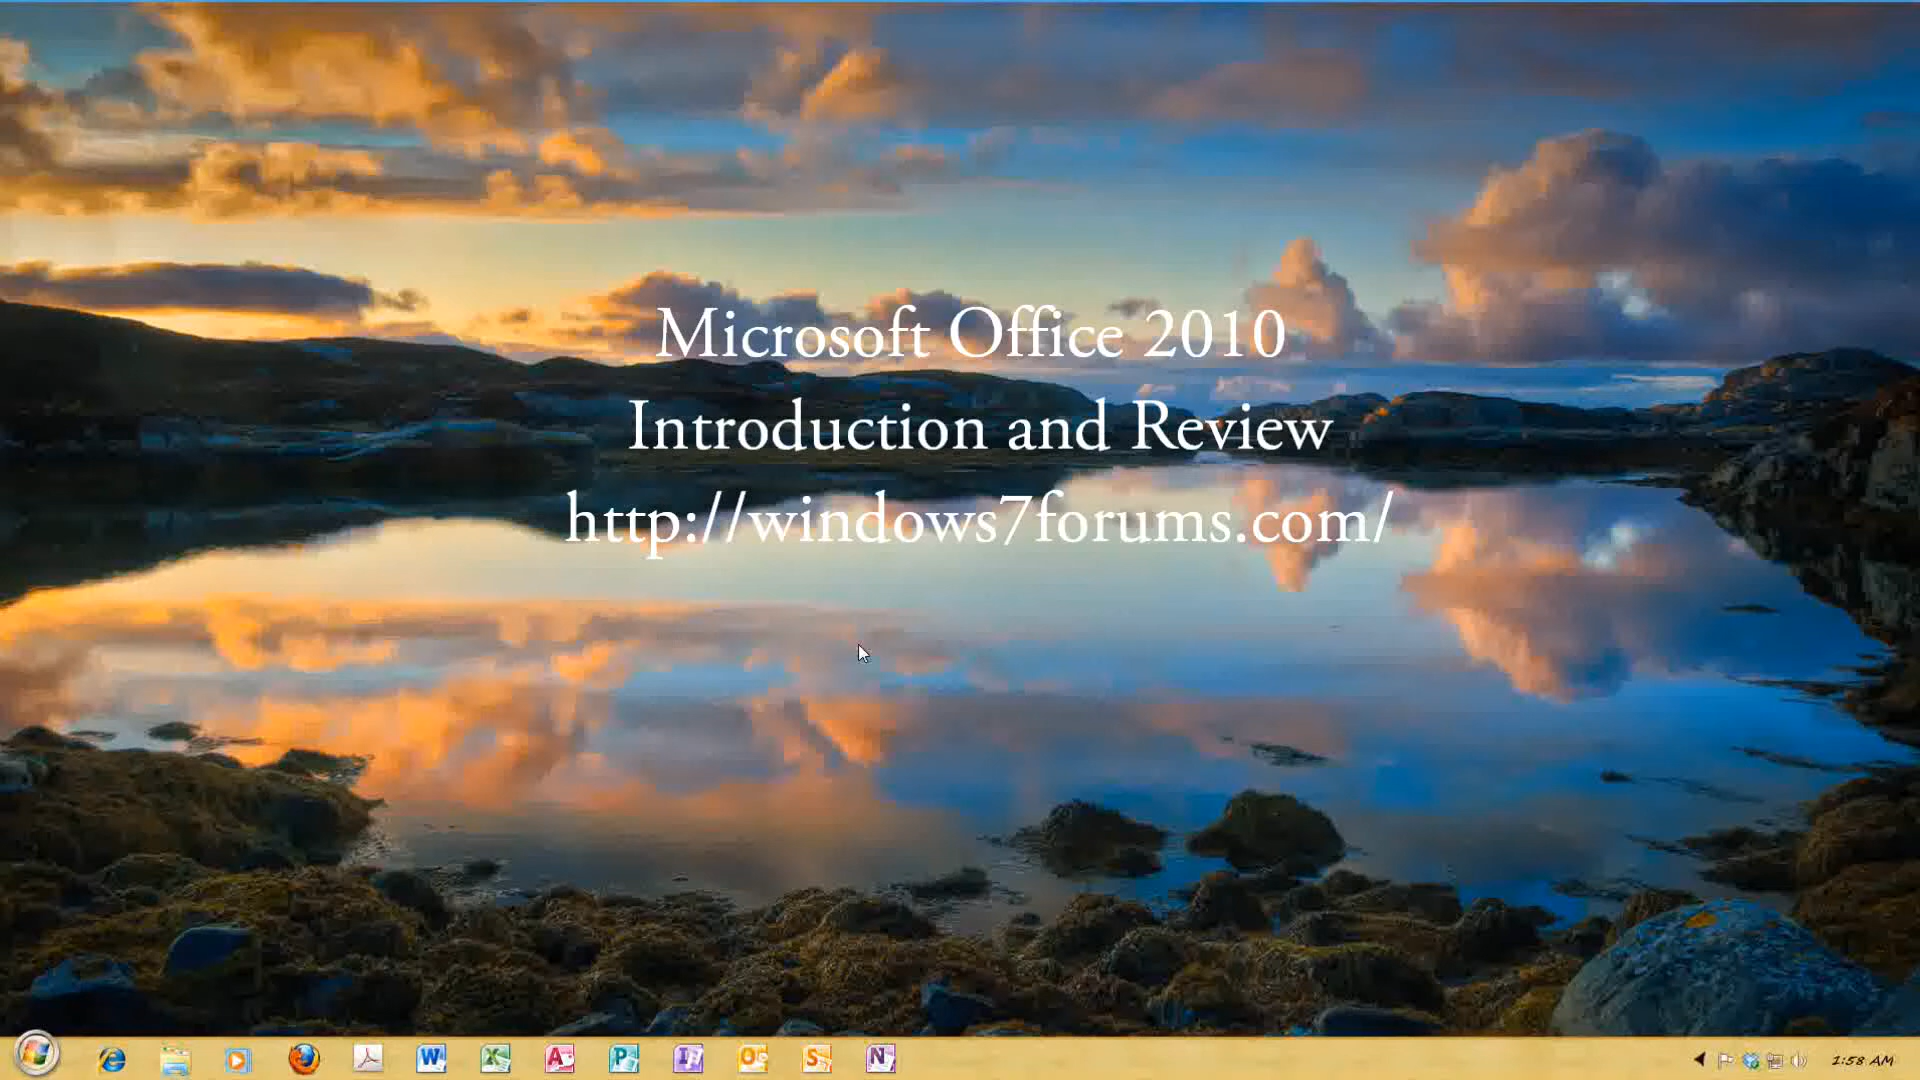 Microsoft Office 2010
Introduction and Review
http://windows7forums.com/
1:58 AM